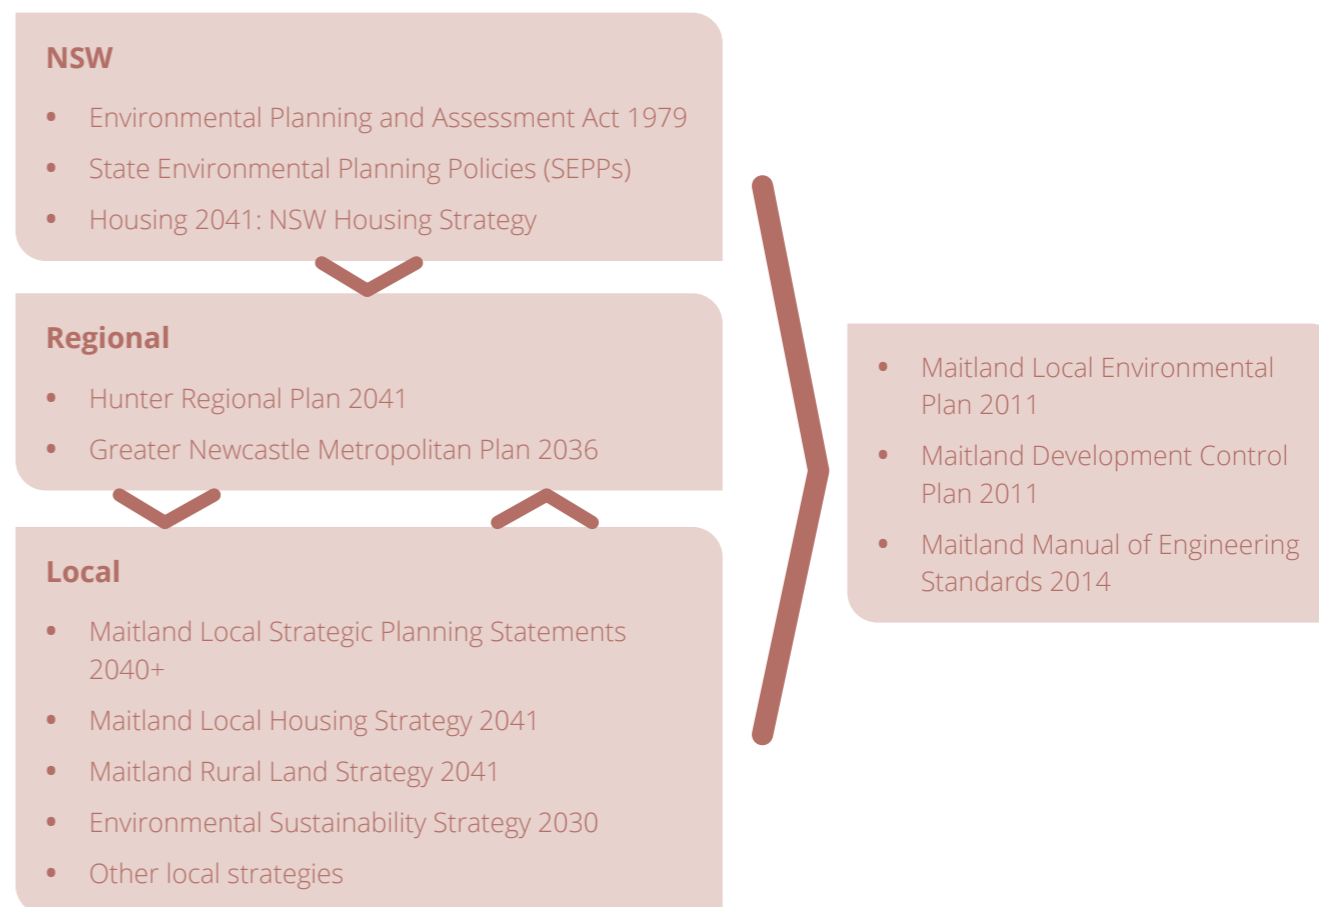 NSW
• Environmental Planning and Assessment Act 1979
• State Environmental Planning Policies (SEPPs)
• Housing 2041: NSW Housing Strategy
Regional
• Hunter Regional Plan 2041
• Greater Newcastle Metropolitan Plan 2036
Local
• Maitland Local Strategic Planning Statements
2040+
• Maitland Local Housing Strategy 2041
• Maitland Rural Land Strategy 2041
• Environmental Sustainability Strategy 2030
• Other local strategies
• Maitland Local Environmental
Plan 2011
• Maitland Development Control
Plan 2011
• Maitland Manual of Engineering
Standards 2014